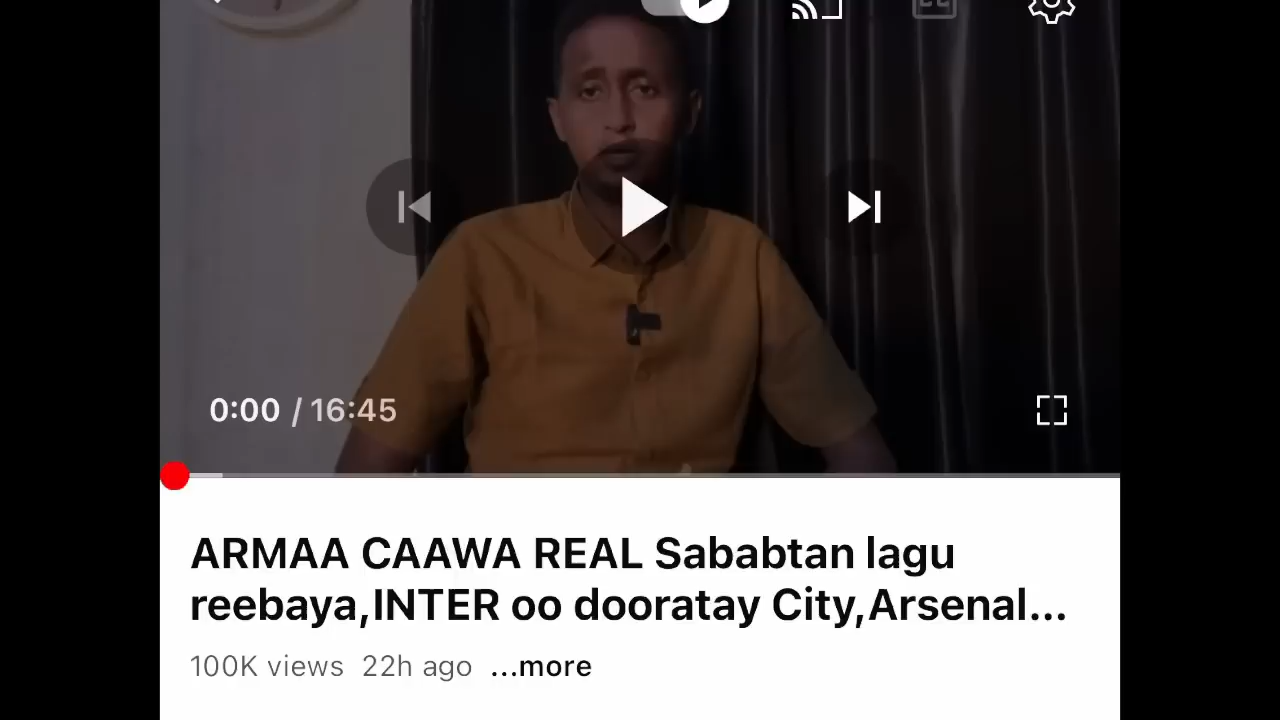 0:00 / 16:45
ARMAA CAAWA REAL Sababtan lagu
reebaya,INTER oo dooratay City,Arsenal...
100K views 22h ago ...more